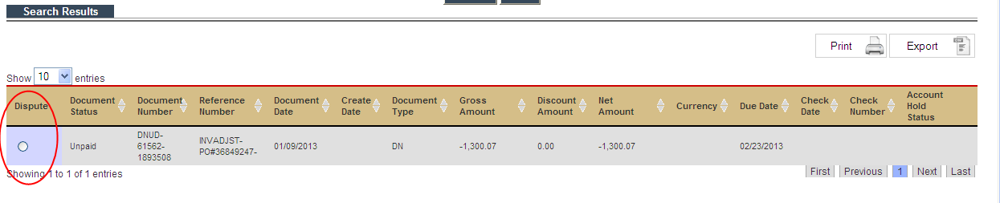 Search Results
Print Export
Show 10 entries
Dispute Document Status Document Number Reference Number Document Date Create Date Document Type Gross Amount Discount Amount Net Amount Currency Due Date Check Date Check Number Account Hold Status
Unpaid DNUD-61562-1893508 INVADJST-PO#36849247- 01/09/2013 DN -1,300.07 0.00 -1,300.07 02/23/2013
Showing 1 to 1 of 1 entries First Previous 1 Next Last